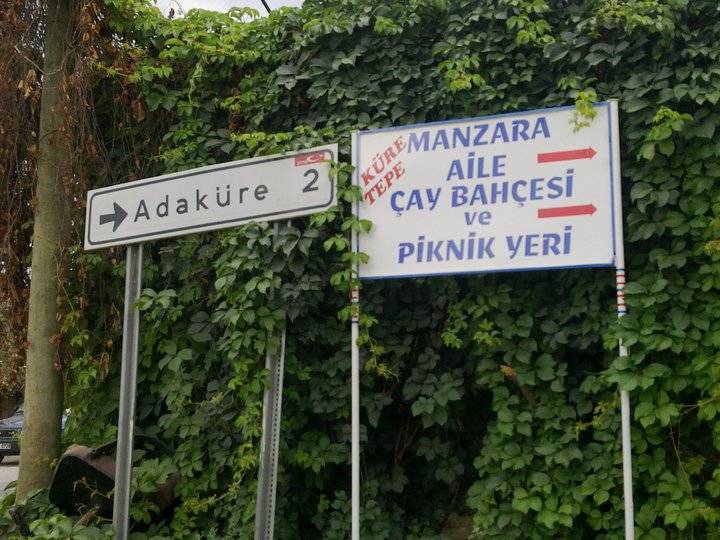 Adaküre 2
KÜRE
TEPE
MANZARA
AİLE
ÇAY BAHÇESİ
ve
PİKNİK YERİ